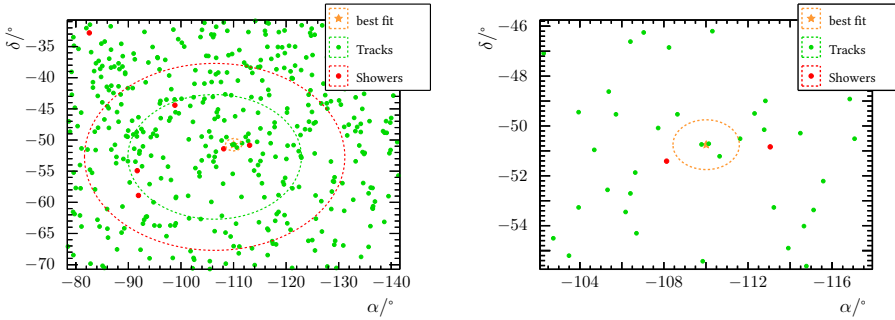 best fit
Tracks
Showers
δ/°
−35
−40
−45
−50
−55
−60
−65
−70
−80 −90 −100 −110 −120 −130 −140
α/°
best fit
Tracks
Showers
δ/°
−46
−48
−50
−52
−54
−104 −108 −112 −116
α/°